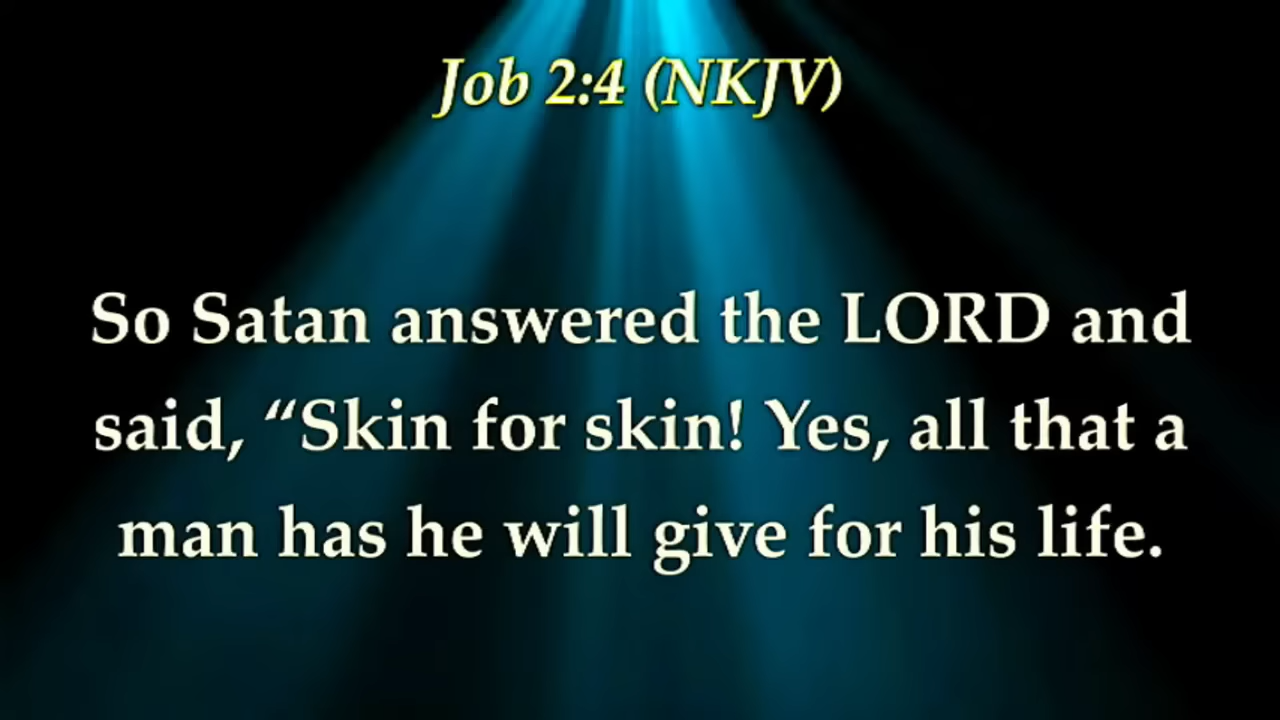 Job 2:4 (NKJV)
So Satan answered the LORD and
said, “Skin for skin! Yes, all that a
man has he will give for his life.